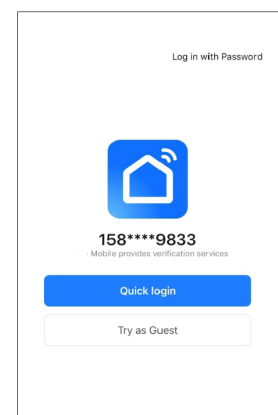 Log in with Password
158****9833
Mobile provides verification services
Quick login
Try as Guest